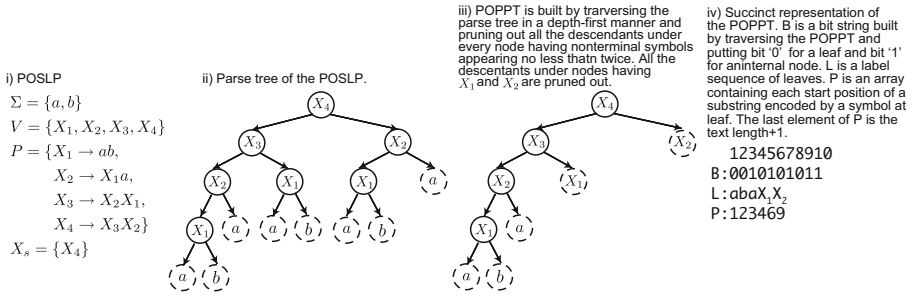 i) POSLP
Σ = {a, b}
V = {X₁, X₂, X₃, X₄}
P = {X₁ → ab,
X₂ → X₁a,
X₃ → X₂X₁,
X₄ → X₃X₂}
Xₛ = {X₄}
ii) Parse tree of the POSLP.
X₄
X₃ X₂
X₂ X₁ X₁ a
X₁ a a b a b
a b
iii) POPPT is built by trarversing the
parse tree in a depth-first manner and
pruning out all the descendants under
every node having nonterminal symbols
appearing no less thatn twice. All the
descentants under nodes having
X₁ and X₂ are pruned out.
X₄
X₃ X₂
X₂ X₁
X₁ a
a b
iv) Succinct representation of
the POPPT. B is a bit string built
by traversing the POPPT and
putting bit ‘0’ for a leaf and bit ‘1’
for aninternal node. L is a label
sequence of leaves. P is an array
containing each start position of a
substring encoded by a symbol at
leaf. The last element of P is the
text length+1.
12345678910
B:0010101011
L:abaX₁X₂
P:123469